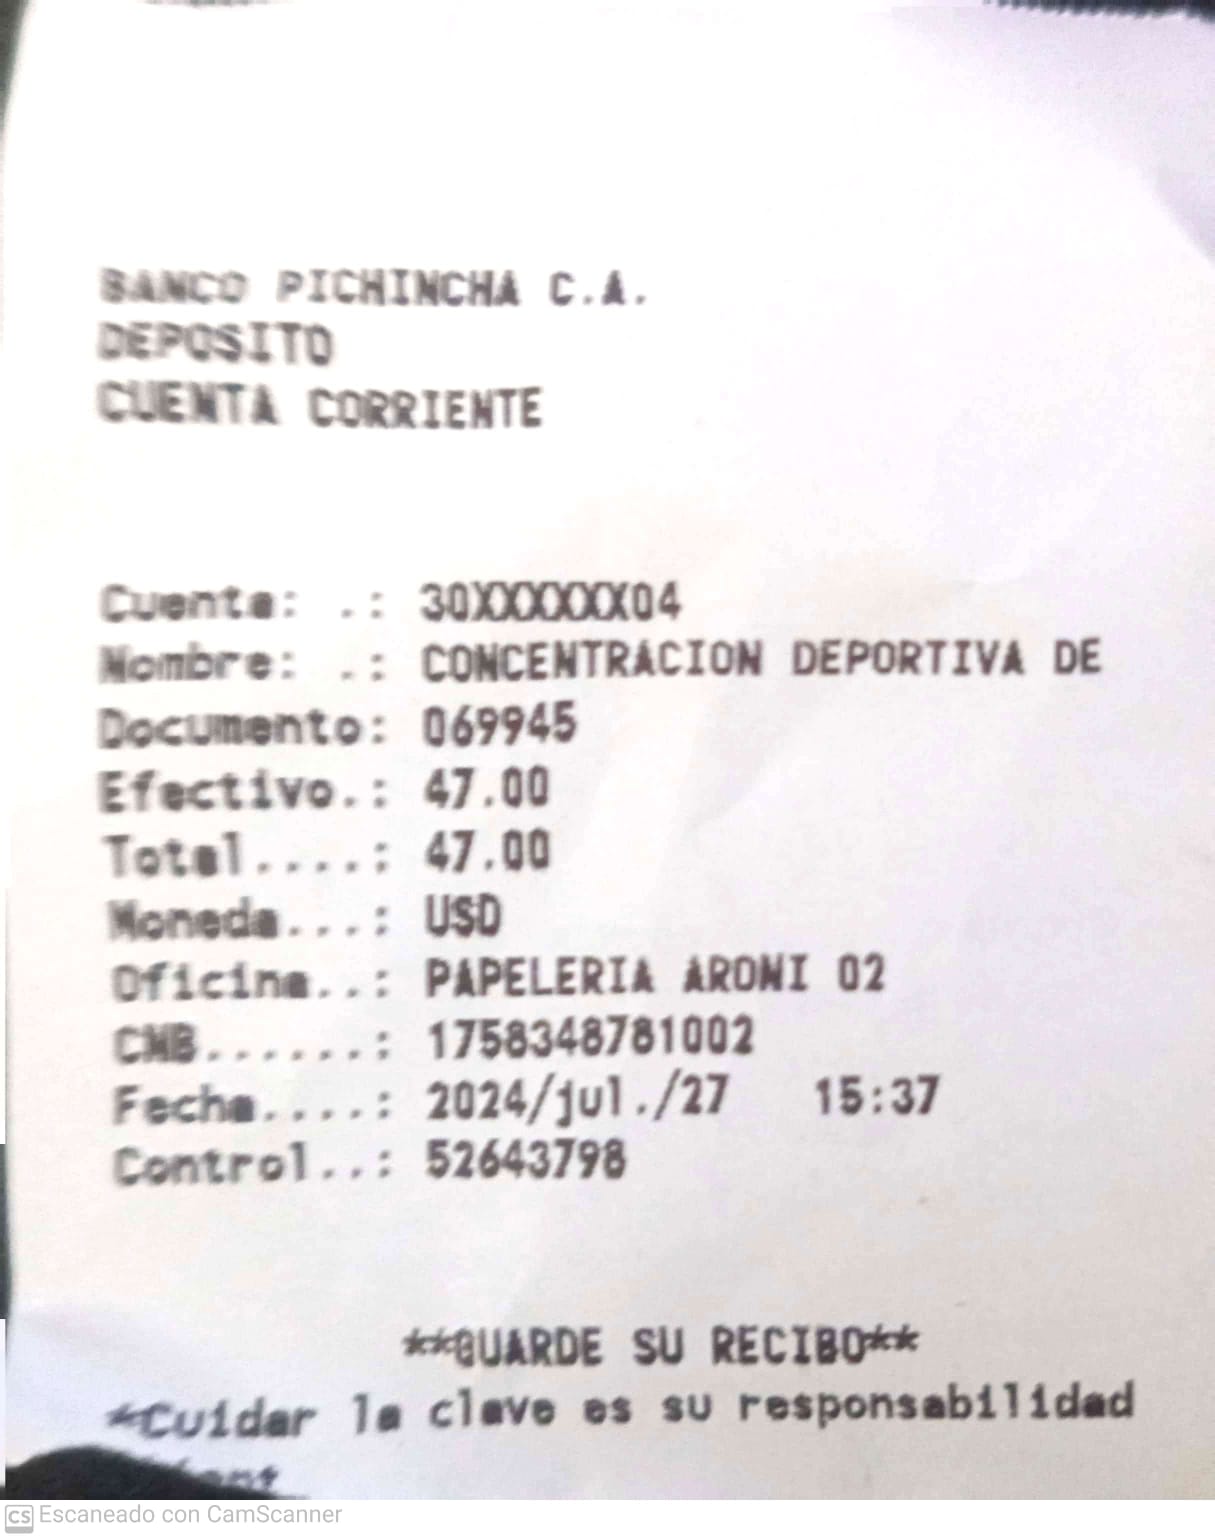 BANCO PICHINCHA C.A.
DEPOSITO
CUENTA CORRIENTE
Cuenta: .: 30XXXXXX04
Nombre: .: CONCENTRACION DEPORTIVA DE
Documento: 069945
Efectivo.: 47.00
Total....: 47.00
Moneda...: USD
Oficina..: PAPELERIA ARONI 02
CNB......: 1758348781002
Fecha....: 2024/jul./27 15:37
Control..: 52643798
**GUARDE SU RECIBO**
*Cuidar la clave es su responsabilidad
CS Escaneado con CamScanner